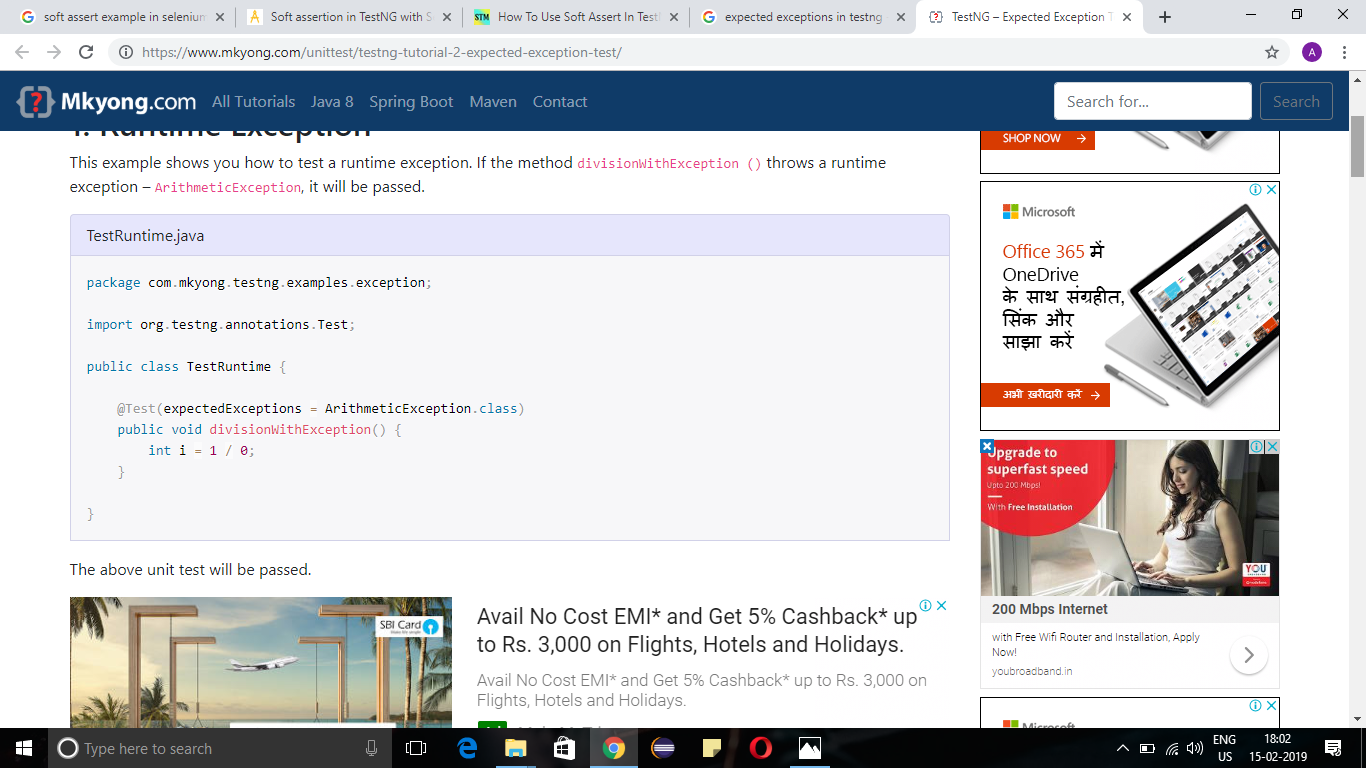 soft assert example in selenium
Soft assertion in TestNG with S
STM
How To Use Soft Assert In Test
expected exceptions in testng
TestNG – Expected Exception T
https://www.mkyong.com/unittest/testng-tutorial-2-expected-exception-test/
A
Mkyong.com
All Tutorials
Java 8
Spring Boot
Maven
Contact
Search for...
Search
1. Runtime Exception
This example shows you how to test a runtime exception. If the method divisionWithException () throws a runtime
exception – ArithmeticException, it will be passed.
TestRuntime.java
package com.mkyong.testng.examples.exception;
import org.testng.annotations.Test;
public class TestRuntime {
@Test(expectedExceptions = ArithmeticException.class)
public void divisionWithException() {
int i = 1 / 0;
}
}
The above unit test will be passed.
SBI Card
Avail No Cost EMI* and Get 5% Cashback* up
to Rs. 3,000 on Flights, Hotels and Holidays.
Avail No Cost EMI* and Get 5% Cashback* up to Rs. 3,000 on
Flights, Hotels and Holidays.
SHOP NOW
Microsoft
Office 365 में
OneDrive
के साथ संग्रहीत,
सिंक और
साझा करें
अभी ख़रीदारी करें
Upgrade to
superfast speed
Upto 200 Mbps!
With Free Installation
YOU
200 Mbps Internet
with Free Wifi Router and Installation, Apply
Now!
youbroadband.in
Microsoft
Type here to search
ENG
US
18:02
15-02-2019